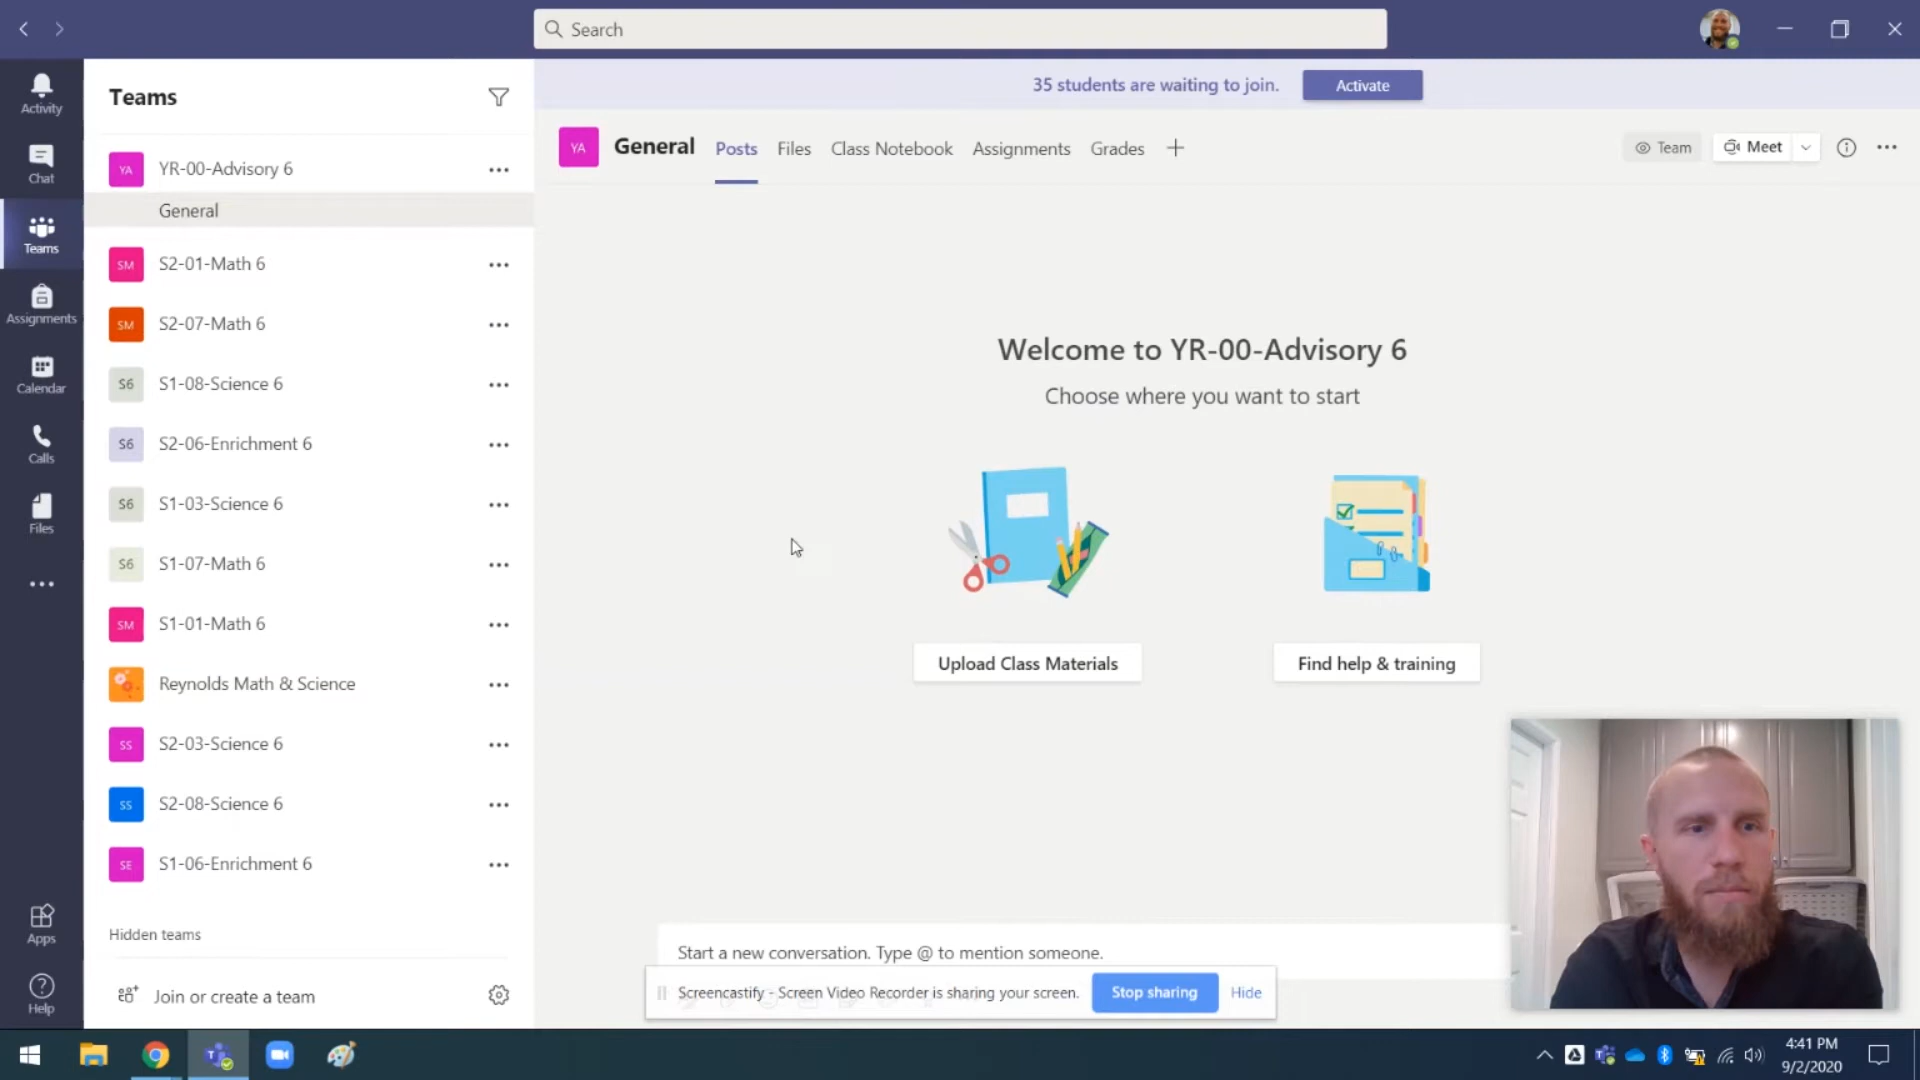 Search
Activity
Chat
Teams
Assignments
Calendar
Calls
Files
Apps
Help
Teams
YA YR-00-Advisory 6
General
SM S2-01-Math 6
SM S2-07-Math 6
S6 S1-08-Science 6
S6 S2-06-Enrichment 6
S6 S1-03-Science 6
S6 S1-07-Math 6
SM S1-01-Math 6
Reynolds Math & Science
SS S2-03-Science 6
SS S2-08-Science 6
SE S1-06-Enrichment 6
Hidden teams
Join or create a team
35 students are waiting to join. Activate
YA General Posts Files Class Notebook Assignments Grades Team Meet
Welcome to YR-00-Advisory 6
Choose where you want to start
Upload Class Materials Find help & training
Start a new conversation. Type @ to mention someone.
Screencastify - Screen Video Recorder is sharing your screen. Stop sharing Hide
4:41 PM
9/2/2020